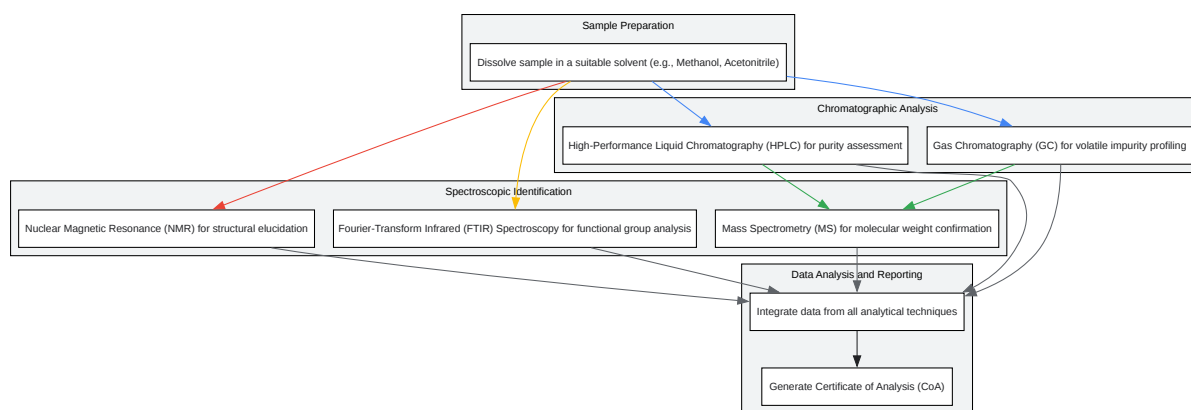 Sample Preparation
Dissolve sample in a suitable solvent (e.g., Methanol, Acetonitrile)
Chromatographic Analysis
High-Performance Liquid Chromatography (HPLC) for purity assessment
Gas Chromatography (GC) for volatile impurity profiling
Spectroscopic Identification
Nuclear Magnetic Resonance (NMR) for structural elucidation
Fourier-Transform Infrared (FTIR) Spectroscopy for functional group analysis
Mass Spectrometry (MS) for molecular weight confirmation
Data Analysis and Reporting
Integrate data from all analytical techniques
Generate Certificate of Analysis (CoA)